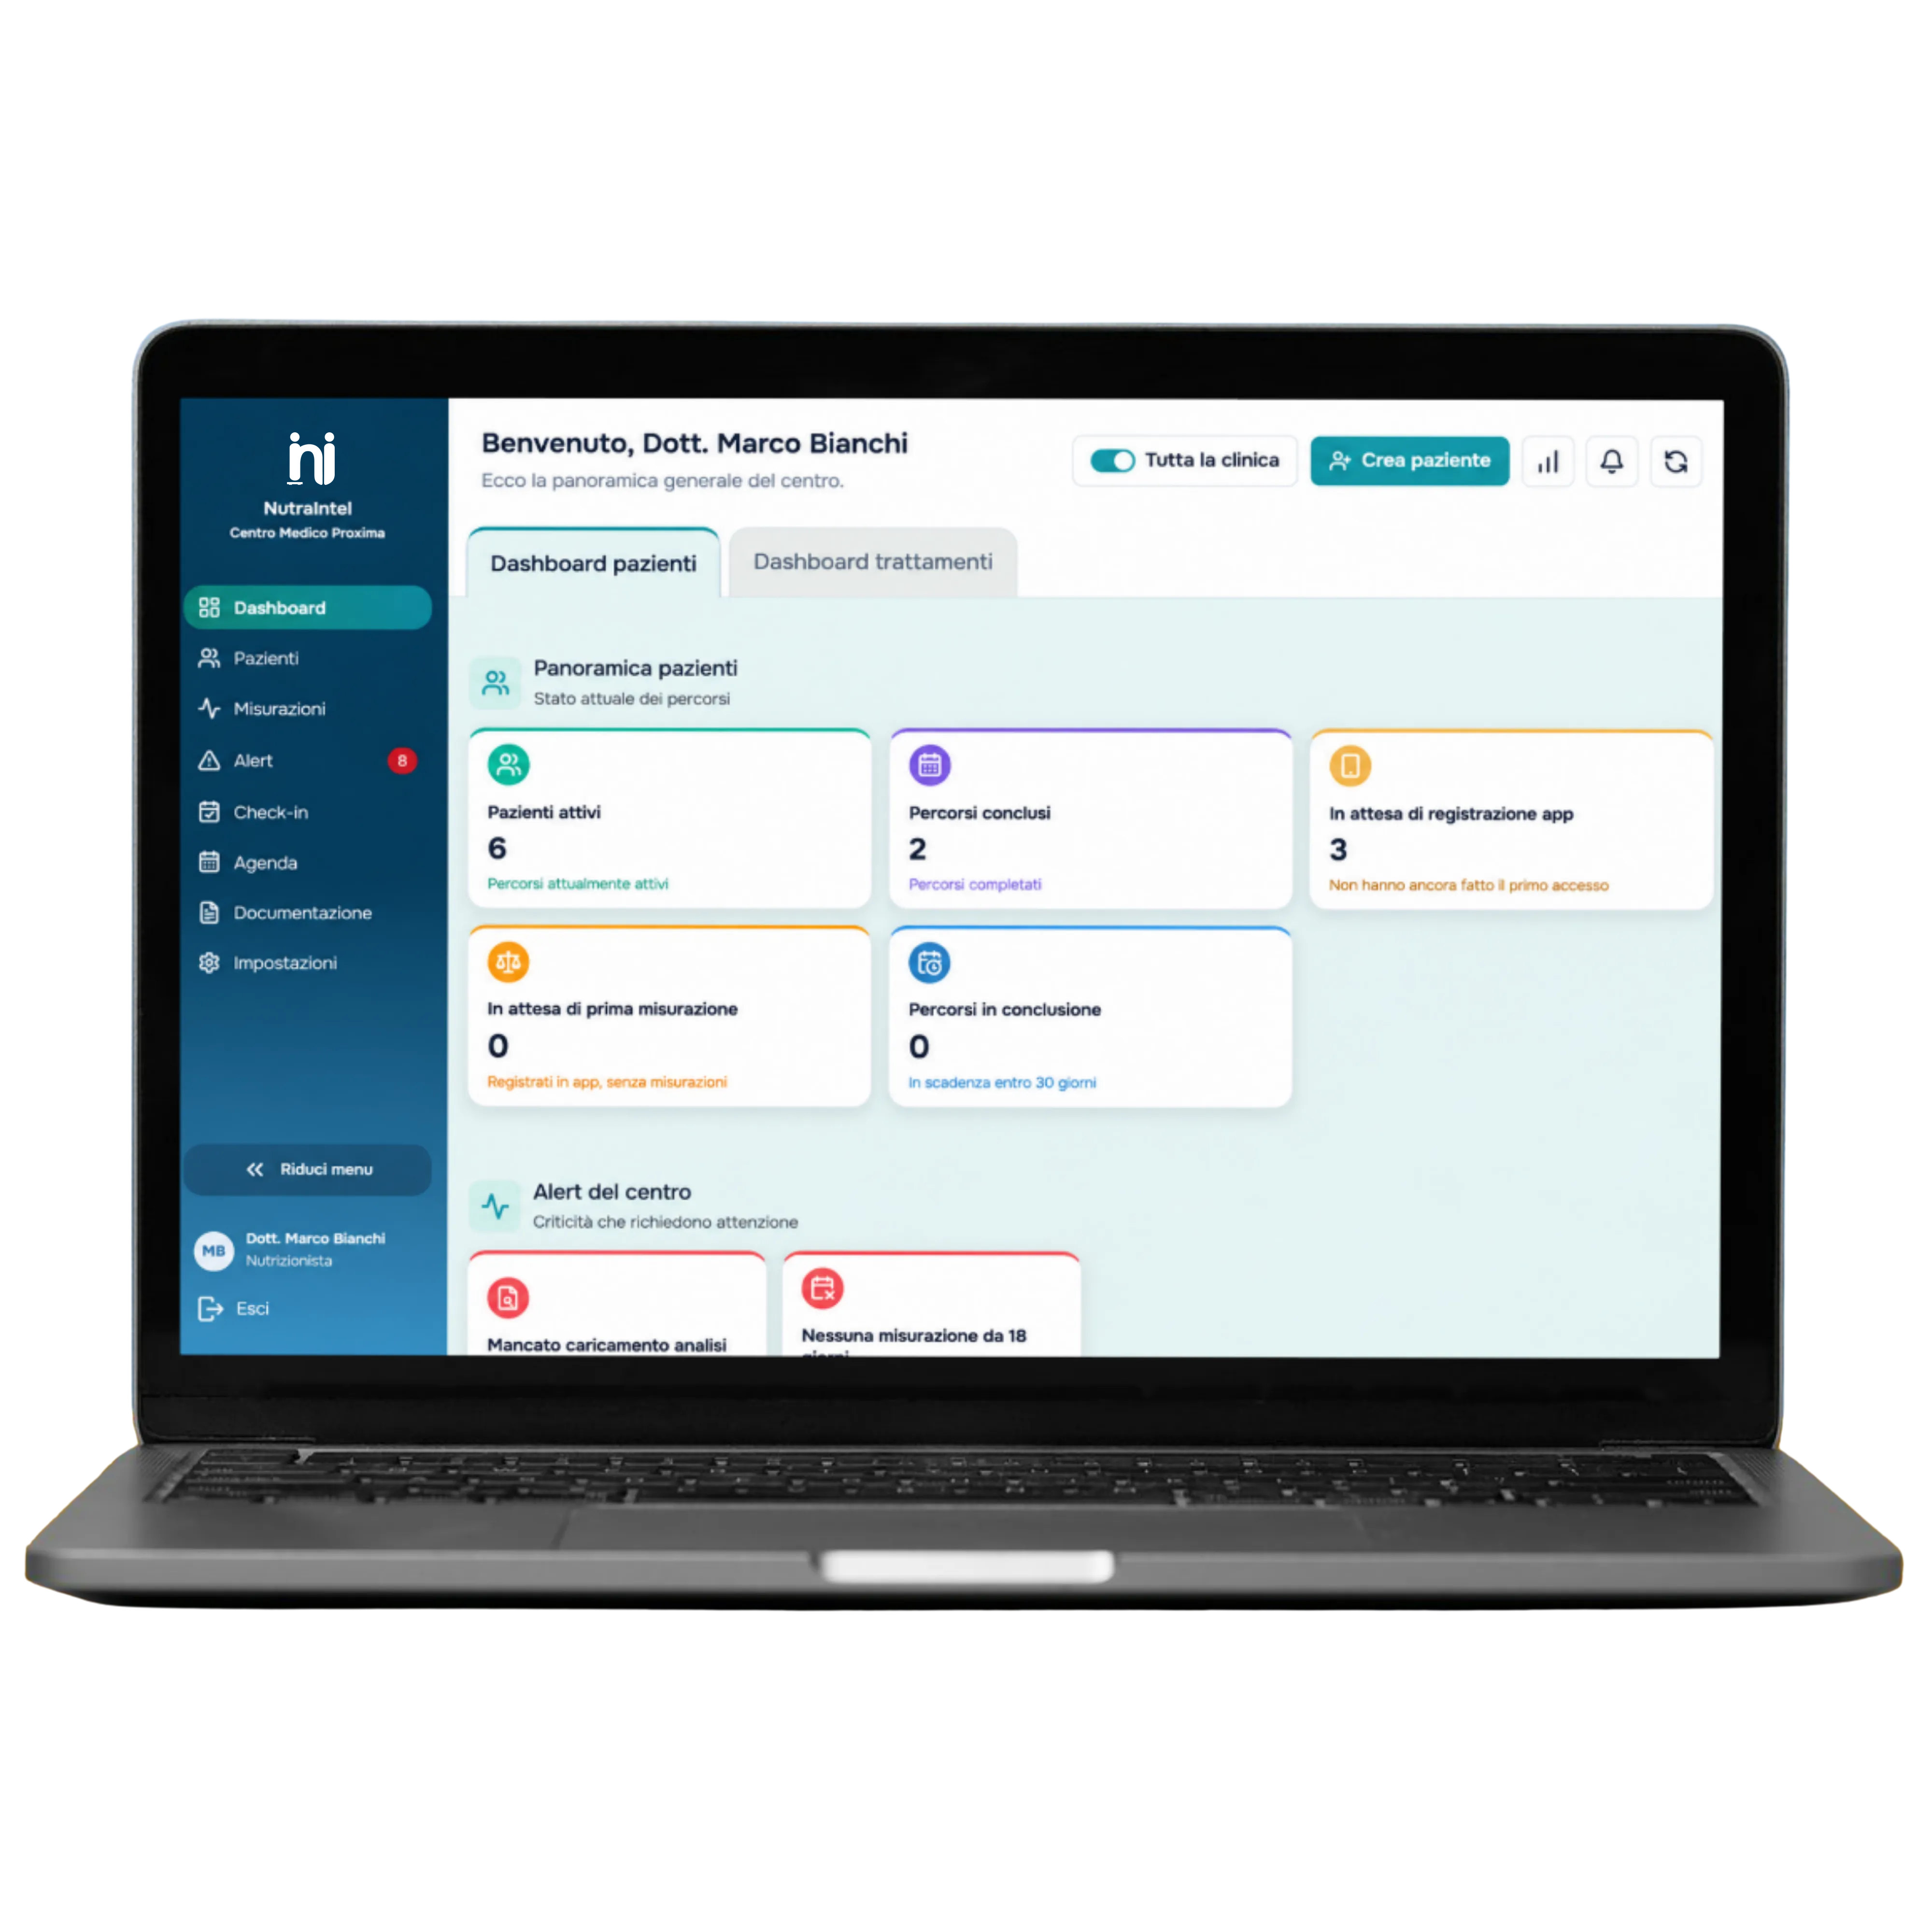 NutraIntel
Centro Medico Proxima
Dashboard
Pazienti
Misurazioni
Alert 8
Check-in
Agenda
Documentazione
Impostazioni
Riduci menu
MB
Dott. Marco Bianchi
Nutrizionista
Esci
Benvenuto, Dott. Marco Bianchi
Ecco la panoramica generale del centro.
Tutta la clinica
Crea paziente
Dashboard pazienti
Dashboard trattamenti
Panoramica pazienti
Stato attuale dei percorsi
Pazienti attivi
6
Percorsi attualmente attivi
Percorsi conclusi
2
Percorsi completati
In attesa di registrazione app
3
Non hanno ancora fatto il primo accesso
In attesa di prima misurazione
0
Registrati in app, senza misurazioni
Percorsi in conclusione
0
In scadenza entro 30 giorni
Alert del centro
Criticità che richiedono attenzione
Mancato caricamento analisi
Nessuna misurazione da 18